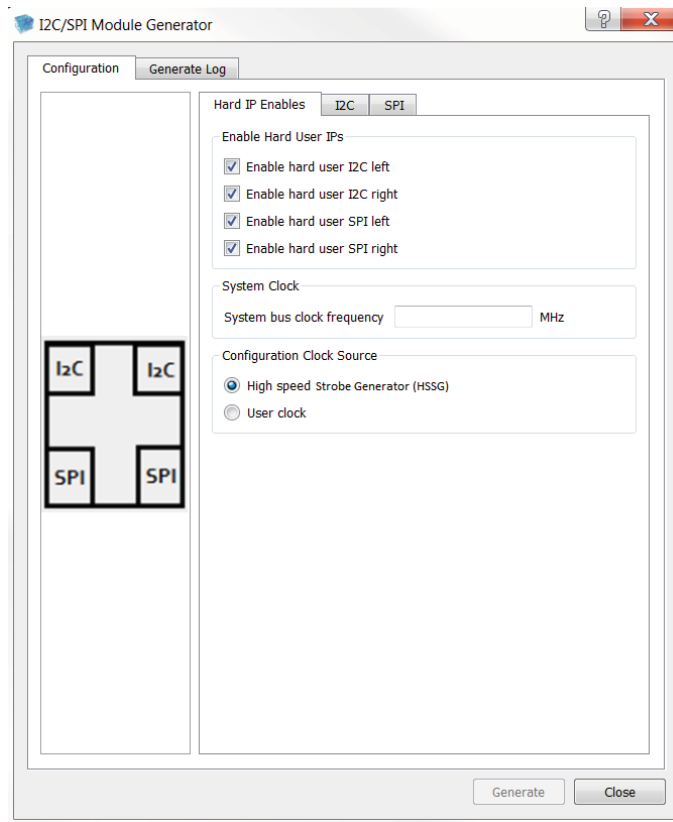 I2C/SPI Module Generator
Configuration
Generate Log
Hard IP Enables
I2C
SPI
Enable Hard User IPs
Enable hard user I2C left
Enable hard user I2C right
Enable hard user SPI left
Enable hard user SPI right
System Clock
System bus clock frequency MHz
Configuration Clock Source
High speed Strobe Generator (HSSG)
User clock
I2C I2C
SPI SPI
Generate Close